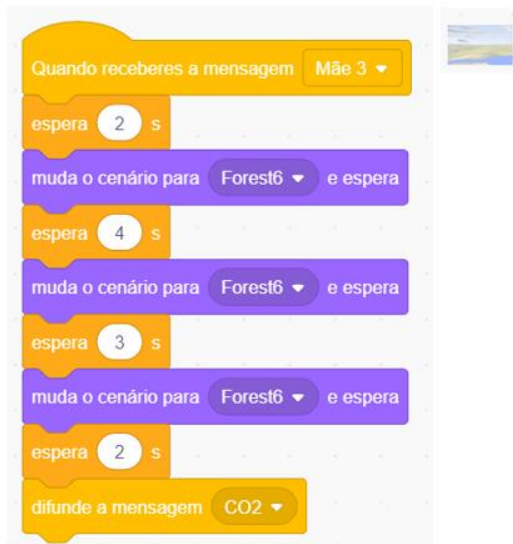 Quando receberes a mensagem Mãe 3
espera 2 s
muda o cenário para Forest6 e espera
espera 4 s
muda o cenário para Forest6 e espera
espera 3 s
muda o cenário para Forest6 e espera
espera 2 s
difunde a mensagem CO2